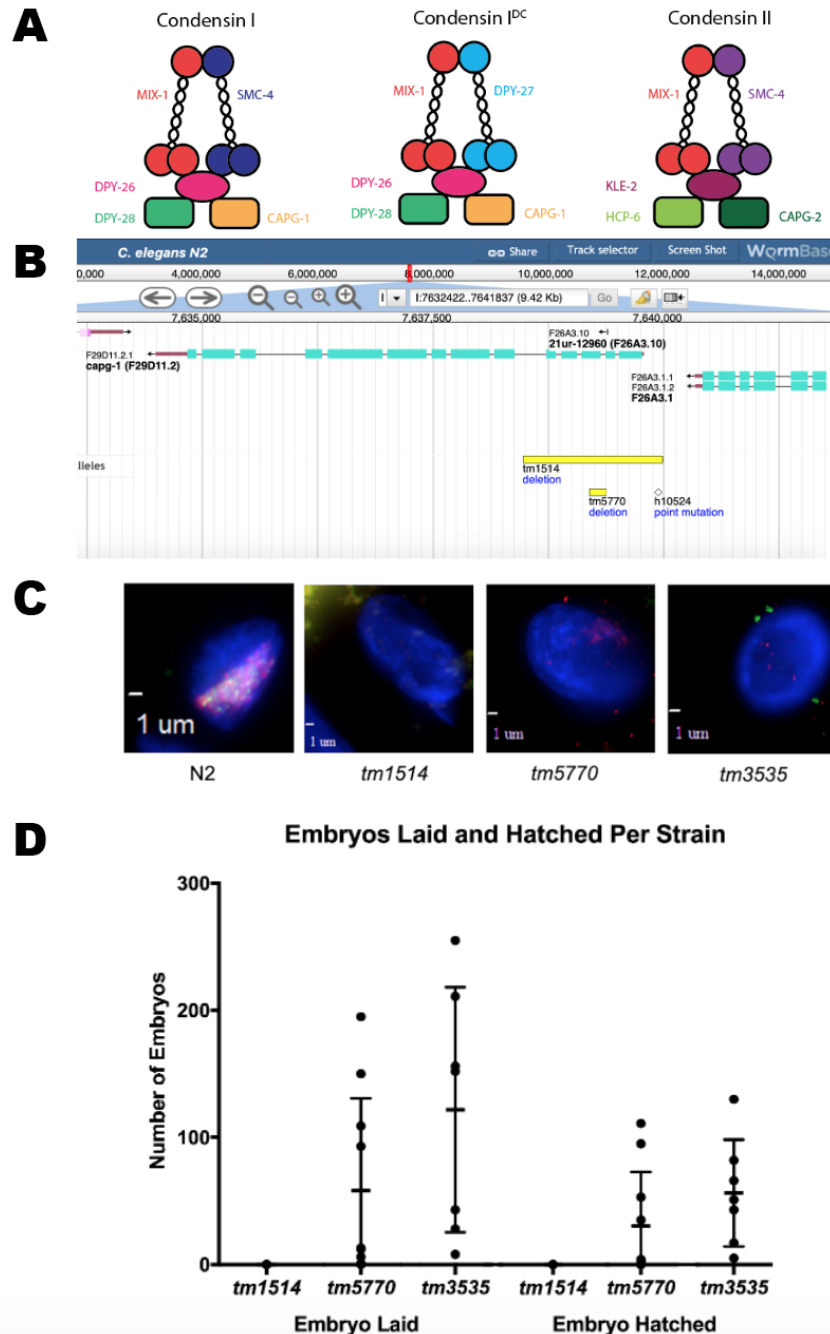 A
Condensin I
Condensin I^DC
Condensin II
MIX-1
SMC-4
MIX-1
DPY-27
MIX-1
SMC-4
DPY-26
DPY-26
KLE-2
DPY-28
CAPG-1
DPY-28
CAPG-1
HCP-6
CAPG-2
B
C. elegans N2
Share
Track selector
Screen Shot
WormBase
0,000
4,000,000
6,000,000
8,000,000
10,000,000
12,000,000
14,000,000
I
I:7632422..7641837 (9.42 Kb)
Go
7,635,000
7,637,500
7,640,000
F26A3.10
21ur-12960 (F26A3.10)
F29D11.2.1
capg-1 (F29D11.2)
F26A3.1.1
F26A3.1.2
F26A3.1
lleles
tm1514
deletion
tm5770
deletion
h10524
point mutation
C
1 um
1 um
1 um
1 um
N2
tm1514
tm5770
tm3535
D
Embryos Laid and Hatched Per Strain
Number of Embryos
300
200
100
0
tm1514
tm5770
tm3535
tm1514
tm5770
tm3535
Embryo Laid
Embryo Hatched